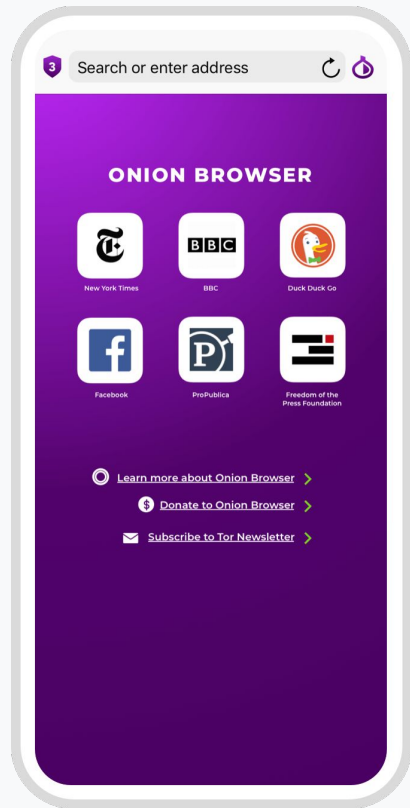 3
Search or enter address
ONION BROWSER
T
BBC
New York Times
BBC
Duck Duck Go
f
P
Facebook
ProPublica
Freedom of the
Press Foundation
Learn more about Onion Browser
$
Donate to Onion Browser
Subscribe to Tor Newsletter